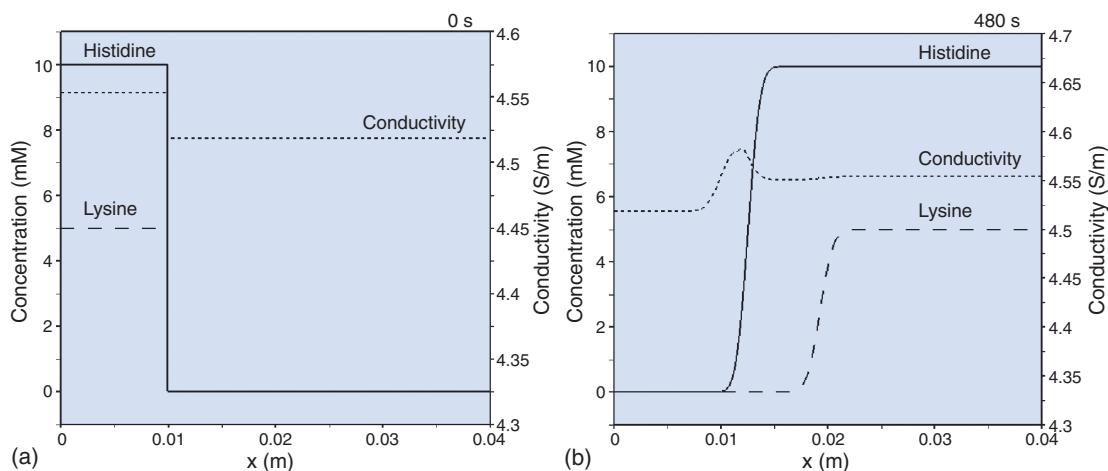 0 s
Concentration (mM)
10
8
6
4
2
0
Histidine
Conductivity
Lysine
4.6
4.55
4.5
4.45
4.4
4.35
4.3
Conductivity (S/m)
0
0.01
0.02
0.03
0.04
(a)
x (m)
480 s
Concentration (mM)
10
8
6
4
2
0
Histidine
Conductivity
Lysine
4.7
4.65
4.6
4.55
4.5
4.45
4.4
4.35
4.3
Conductivity (S/m)
0
0.01
0.02
0.03
0.04
(b)
x (m)